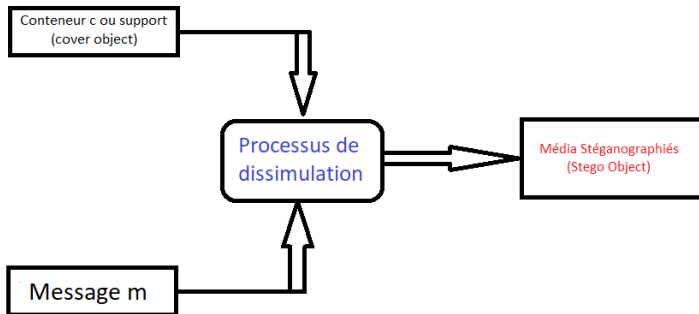 Conteneur c ou support
(cover object)
Processus de
dissimulation
Média Stéganographiés
(Stego Object)
Message m